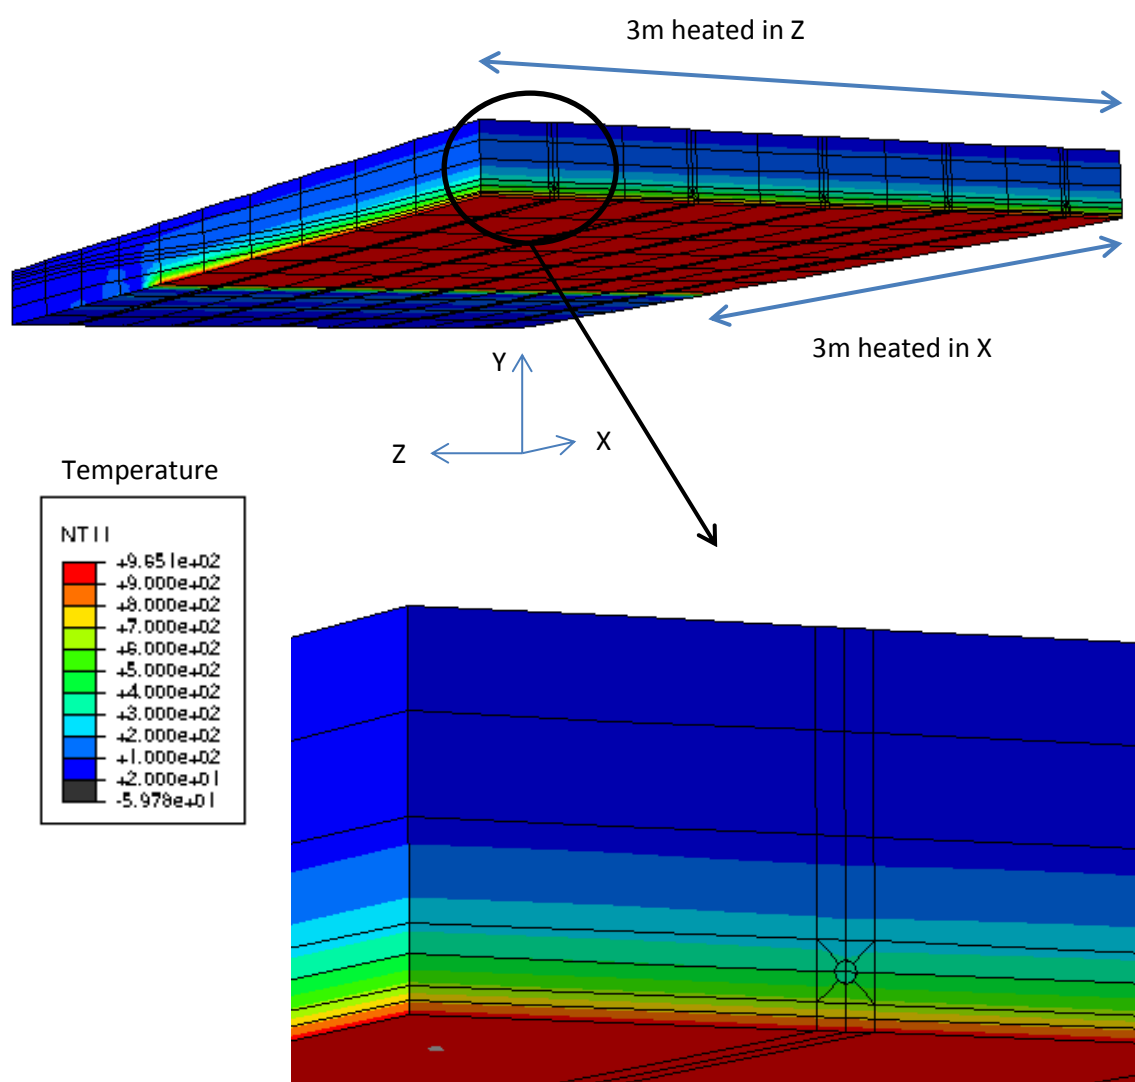 3m heated in Z
3m heated in X
Y
Z
X
Temperature
NT11
+9.651e+02
+9.000e+02
+8.000e+02
+7.000e+02
+6.000e+02
+5.000e+02
+4.000e+02
+3.000e+02
+2.000e+02
+1.000e+02
+2.000e+01
-5.978e+01